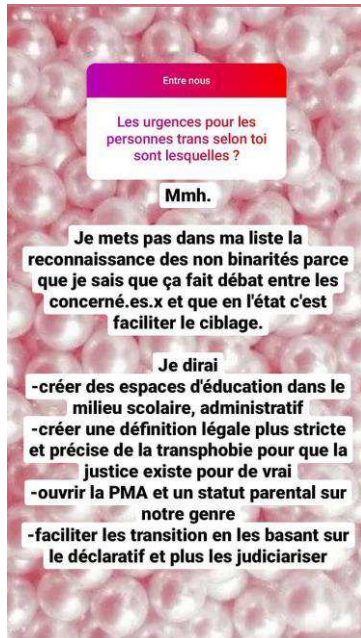 Entre nous
Les urgences pour les
personnes trans selon toi
sont lesquelles ?
Mmh.
Je mets pas dans ma liste la
reconnaissance des non binarités parce
que je sais que ça fait débat entre les
concerné.es.x et que en l'état c'est
faciliter le ciblage.
Je dirai
-créer des espaces d'éducation dans le
milieu scolaire, administratif
-créer une définition légale plus stricte
et précise de la transphobie pour que la
justice existe pour de vrai
-ouvrir la PMA et un statut parental sur
notre genre
-faciliter les transition en les basant sur
le déclaratif et plus les judiciariser